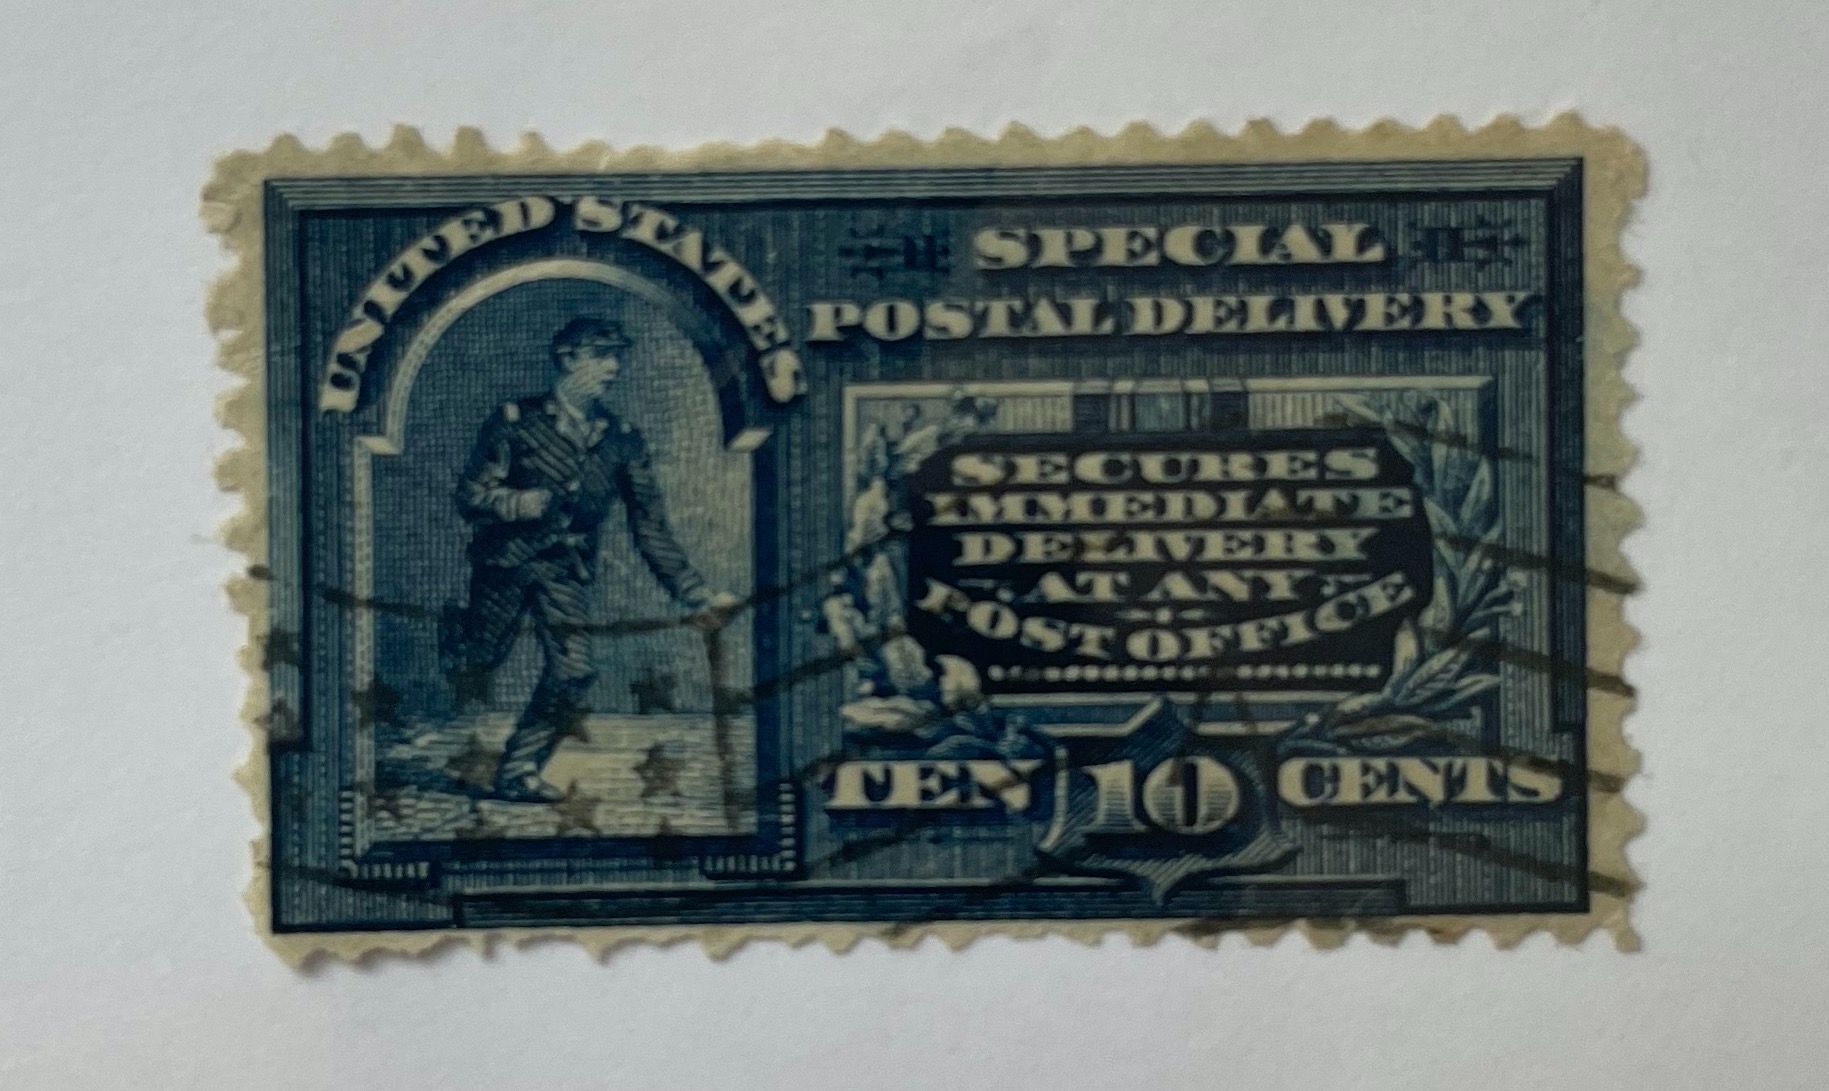 UNITED STATES
SPECIAL
POSTAL DELIVERY
SECURES
IMMEDIATE
DELIVERY
AT ANY
POST OFFICE
TEN 10 CENTS